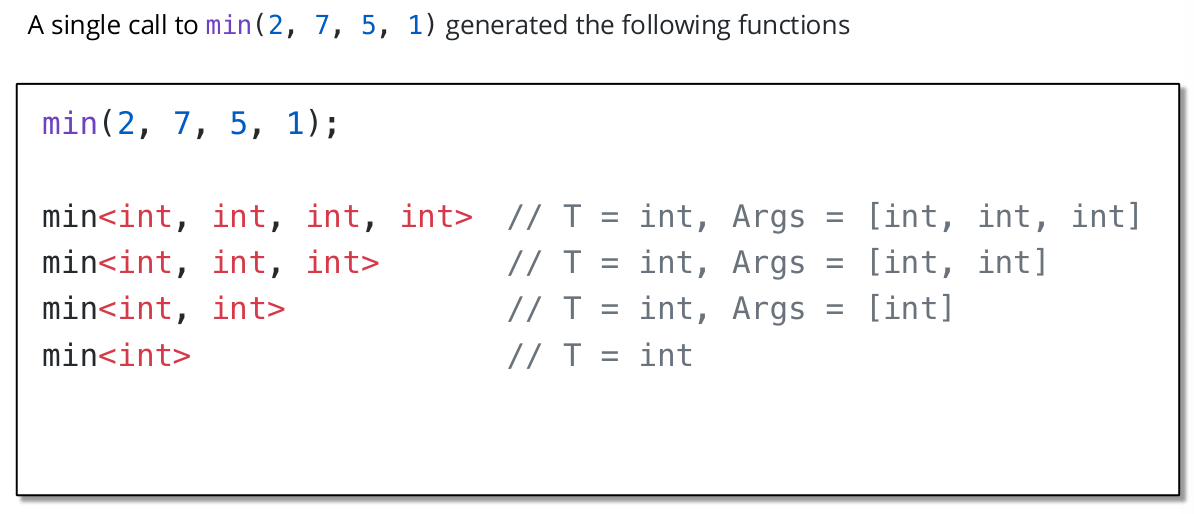 A single call to min(2, 7, 5, 1) generated the following functions
min(2, 7, 5, 1);
min<int, int, int, int> // T = int, Args = [int, int, int]
min<int, int, int> // T = int, Args = [int, int]
min<int, int> // T = int, Args = [int]
min<int> // T = int